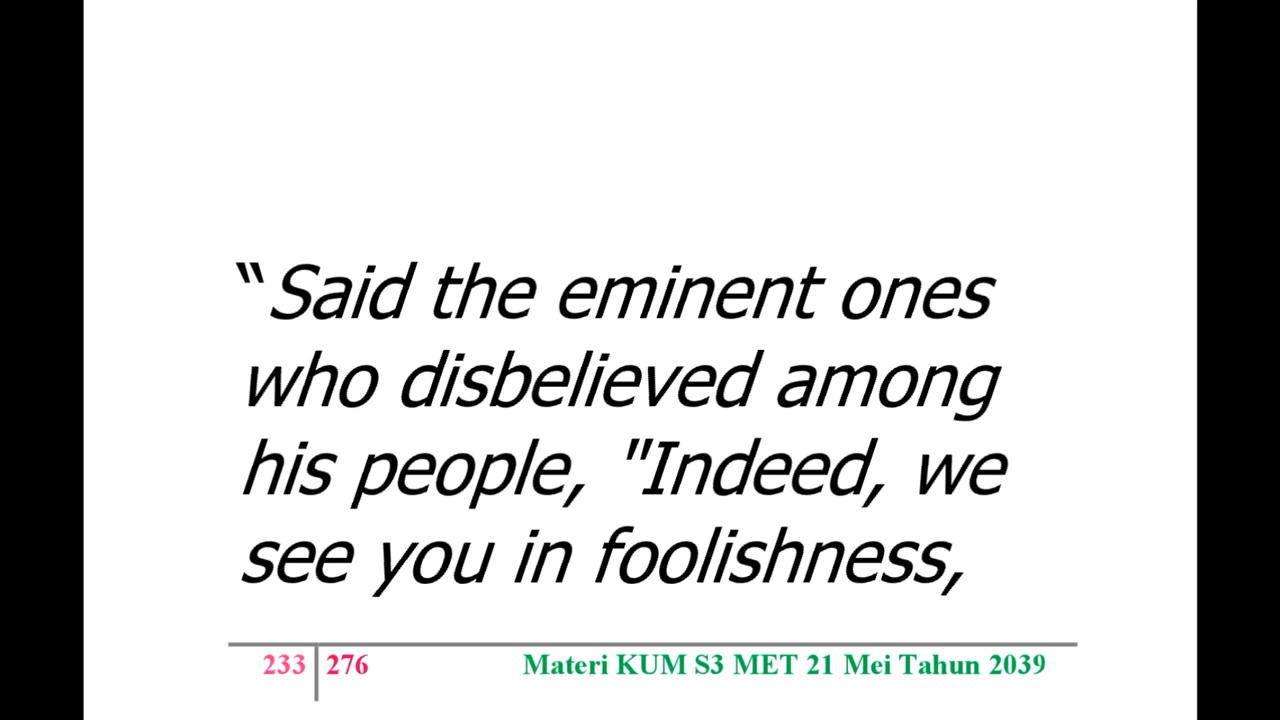 “Said the eminent ones
who disbelieved among
his people, "Indeed, we
see you in foolishness,
233 276 Materi KUM S3 MET 21 Mei Tahun 2039